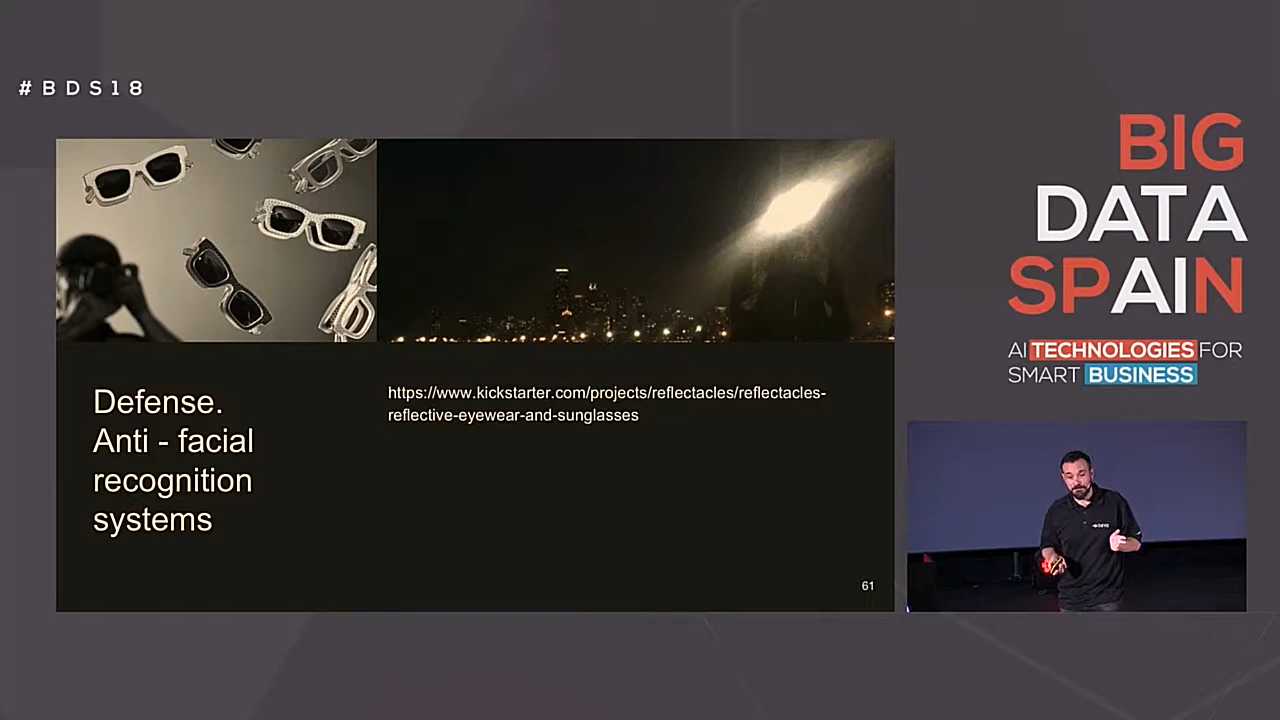 #BDS18
BIG
DATA
SPAIN
AI TECHNOLOGIES FOR
SMART BUSINESS
Defense.
Anti - facial
recognition
systems
https://www.kickstarter.com/projects/reflectacles/reflectacles-
reflective-eyewear-and-sunglasses
61